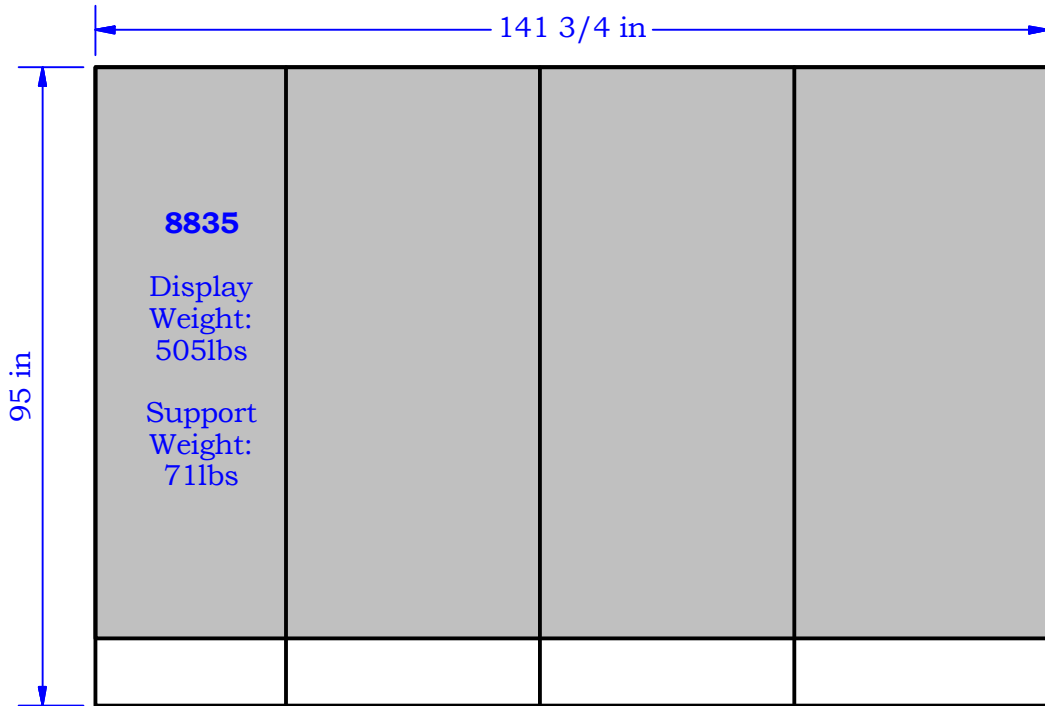 141 3/4 in
8835
Display
Weight:
505lbs
Support
Weight:
71lbs
95 in